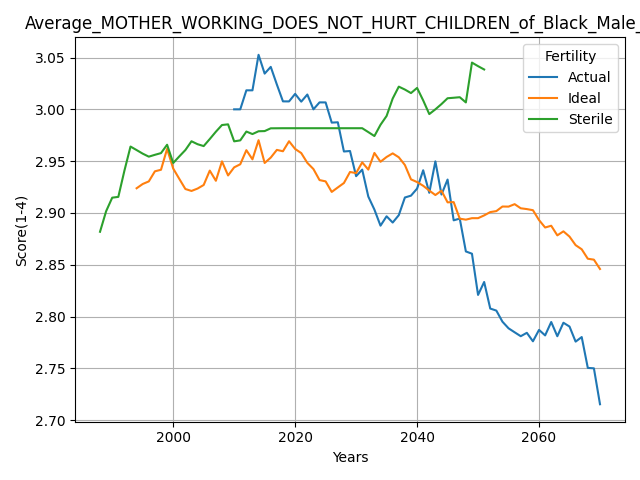 Average_MOTHER_WORKING_DOES_NOT_HURT_CHILDREN_of_Black_Male_
Fertility
Actual
Ideal
Sterile
Score(1-4)
3.05
3.00
2.95
2.90
2.85
2.80
2.75
2.70
2000 2020 2040 2060
Years